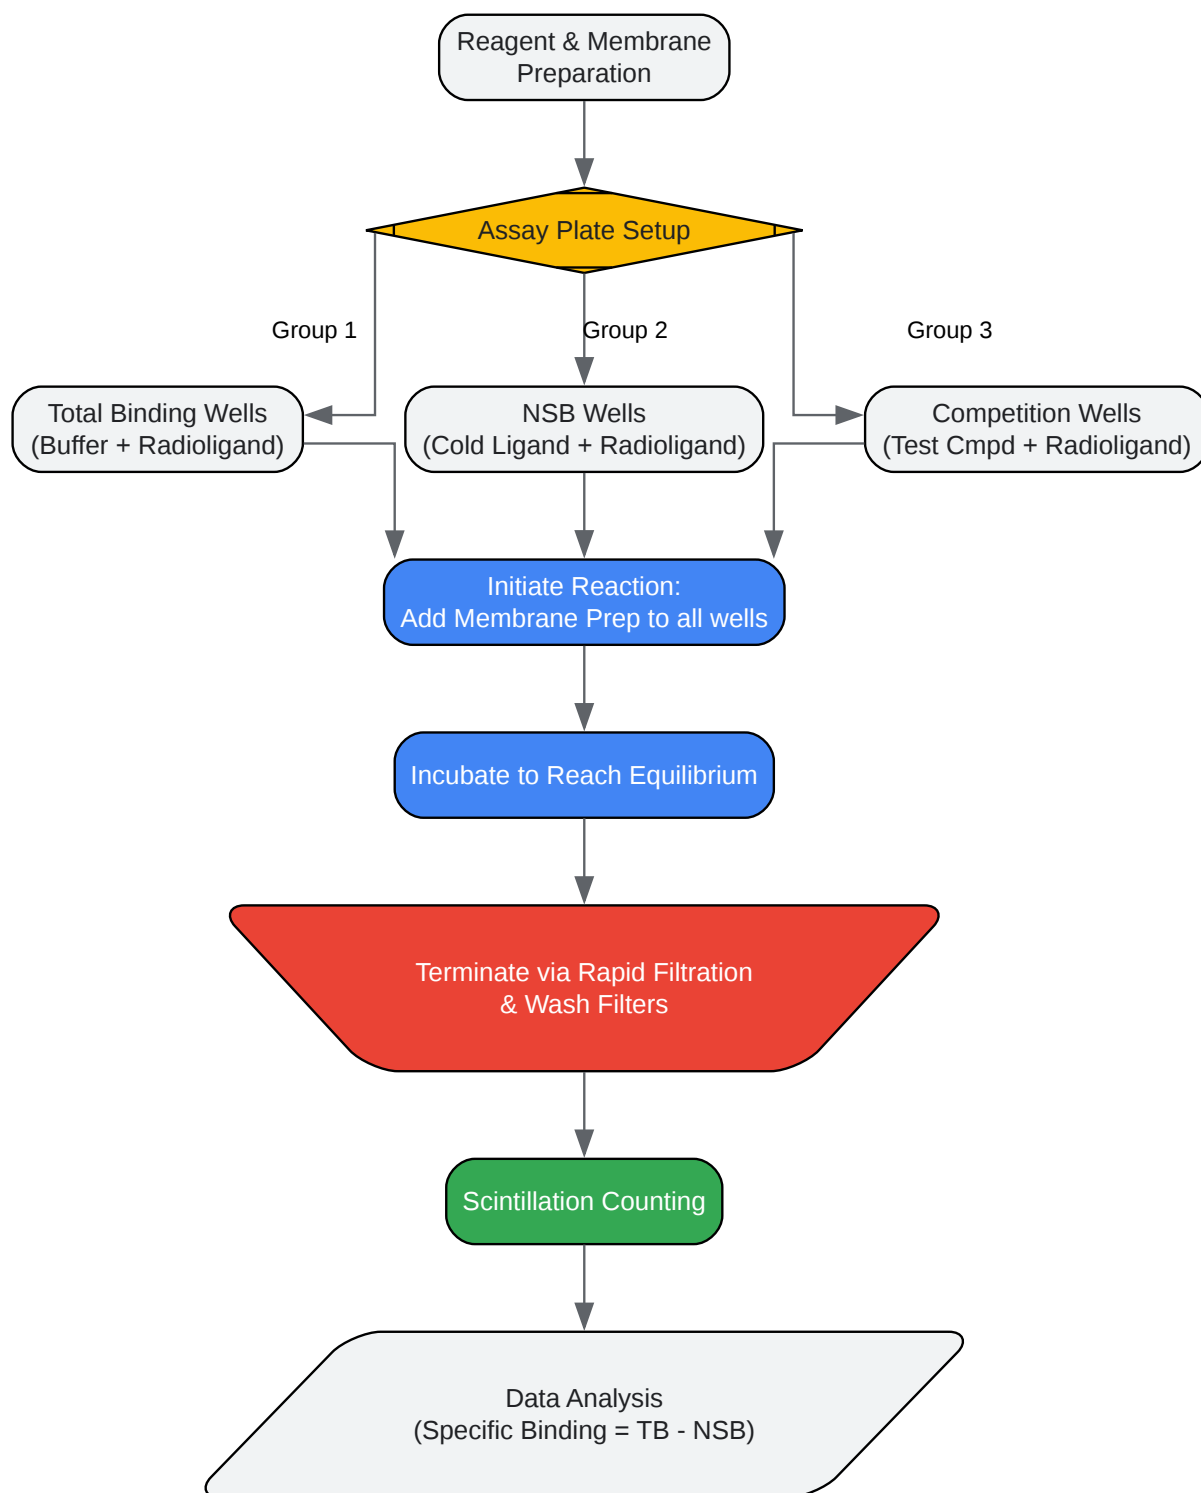 Reagent & Membrane
Preparation
Assay Plate Setup
Group 1
Group 2
Group 3
Total Binding Wells
(Buffer + Radioligand)
NSB Wells
(Cold Ligand + Radioligand)
Competition Wells
(Test Cmpd + Radioligand)
Initiate Reaction:
Add Membrane Prep to all wells
Incubate to Reach Equilibrium
Terminate via Rapid Filtration
& Wash Filters
Scintillation Counting
Data Analysis
(Specific Binding = TB - NSB)